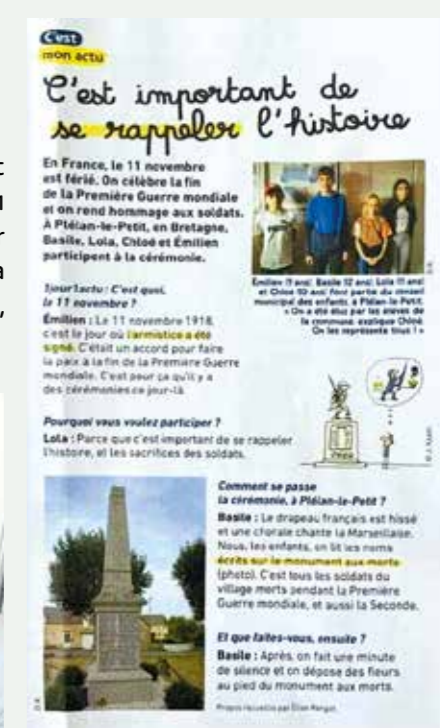 C'est
mon actu
C'est important de
se rappeler l'histoire
En France, le 11 novembre
est férié. On célèbre la fin
de la Première Guerre mondiale
et on rend hommage aux soldats.
À Plélan-le-Petit, en Bretagne,
Basile, Lola, Chloé et Émilien
participent à la cérémonie.
Émilien (11 ans), Basile (12 ans), Lola (11 ans)
et Chloé (10 ans) font partie du conseil
municipal des enfants, à Plélan-le-Petit.
« On a été élus par les élèves de
la commune, explique Chloé.
On les représente tous ! »
1jour1actu : C'est quoi,
le 11 novembre ?
Émilien : Le 11 novembre 1918,
c'est le jour où l'armistice a été
signé. C'était un accord pour faire
la paix à la fin de la Première Guerre
mondiale. C'est pour ça qu'il y a
des cérémonies ce jour-là.
Pourquoi vous voulez participer ?
Lola : Parce que c'est important de se rappeler
l'histoire, et les sacrifices des soldats.
Comment se passe
la cérémonie, à Plélan-le-Petit ?
Basile : Le drapeau français est hissé
et une chorale chante la Marseillaise.
Nous, les enfants, on lit les noms
écrits sur le monument aux morts
(photo). C'est tous les soldats du
village morts pendant la Première
Guerre mondiale, et aussi la Seconde.
Et que faites-vous, ensuite ?
Basile : Après, on fait une minute
de silence et on dépose des fleurs
au pied du monument aux morts.
Propos recueillis par